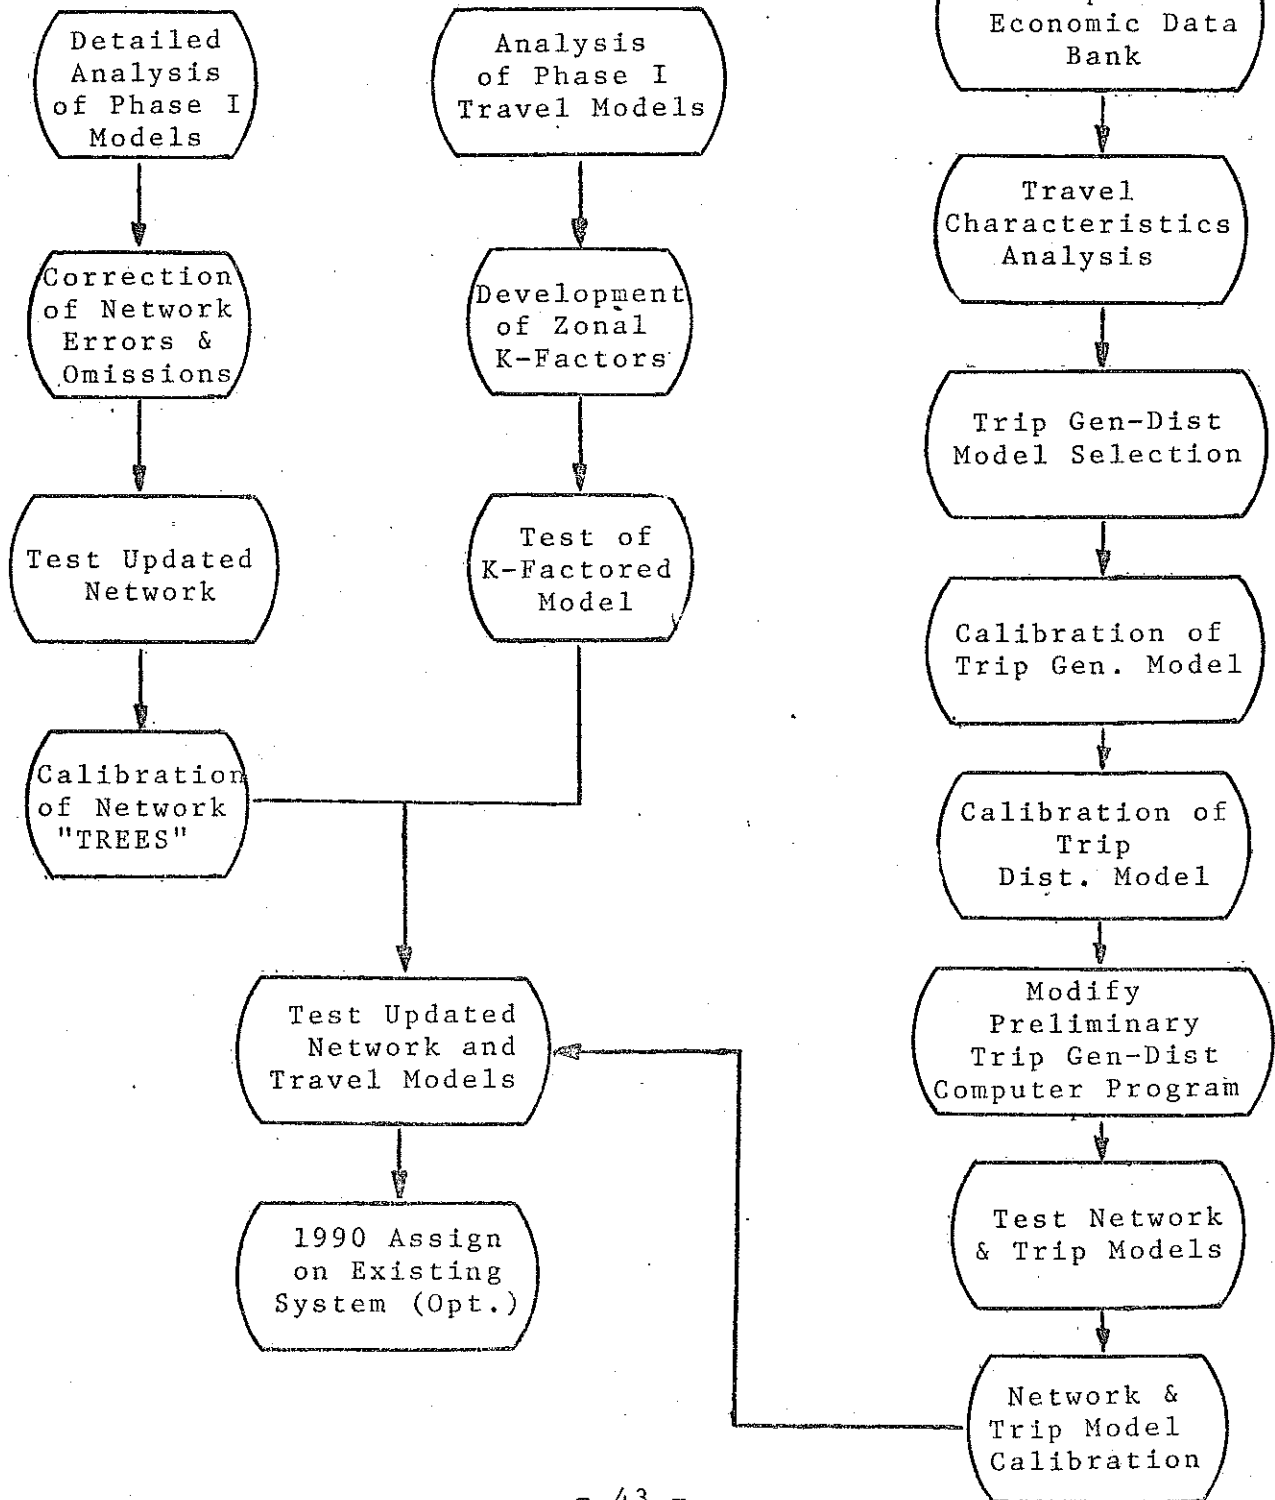 Detailed
Analysis
of Phase I
Models
Correction
of Network
Errors &
Omissions
Test Updated
Network
Calibration
of Network
"TREES"
Analysis
of Phase I
Travel Models
Development
of Zonal
K-Factors
Test of
K-Factored
Model
Test Updated
Network and
Travel Models
1990 Assign
on Existing
System (Opt.)
Economic Data
Bank
Travel
Characteristics
Analysis
Trip Gen-Dist
Model Selection
Calibration of
Trip Gen. Model
Calibration of
Trip
Dist. Model
Modify
Preliminary
Trip Gen-Dist
Computer Program
Test Network
& Trip Models
Network &
Trip Model
Calibration
- 43 -